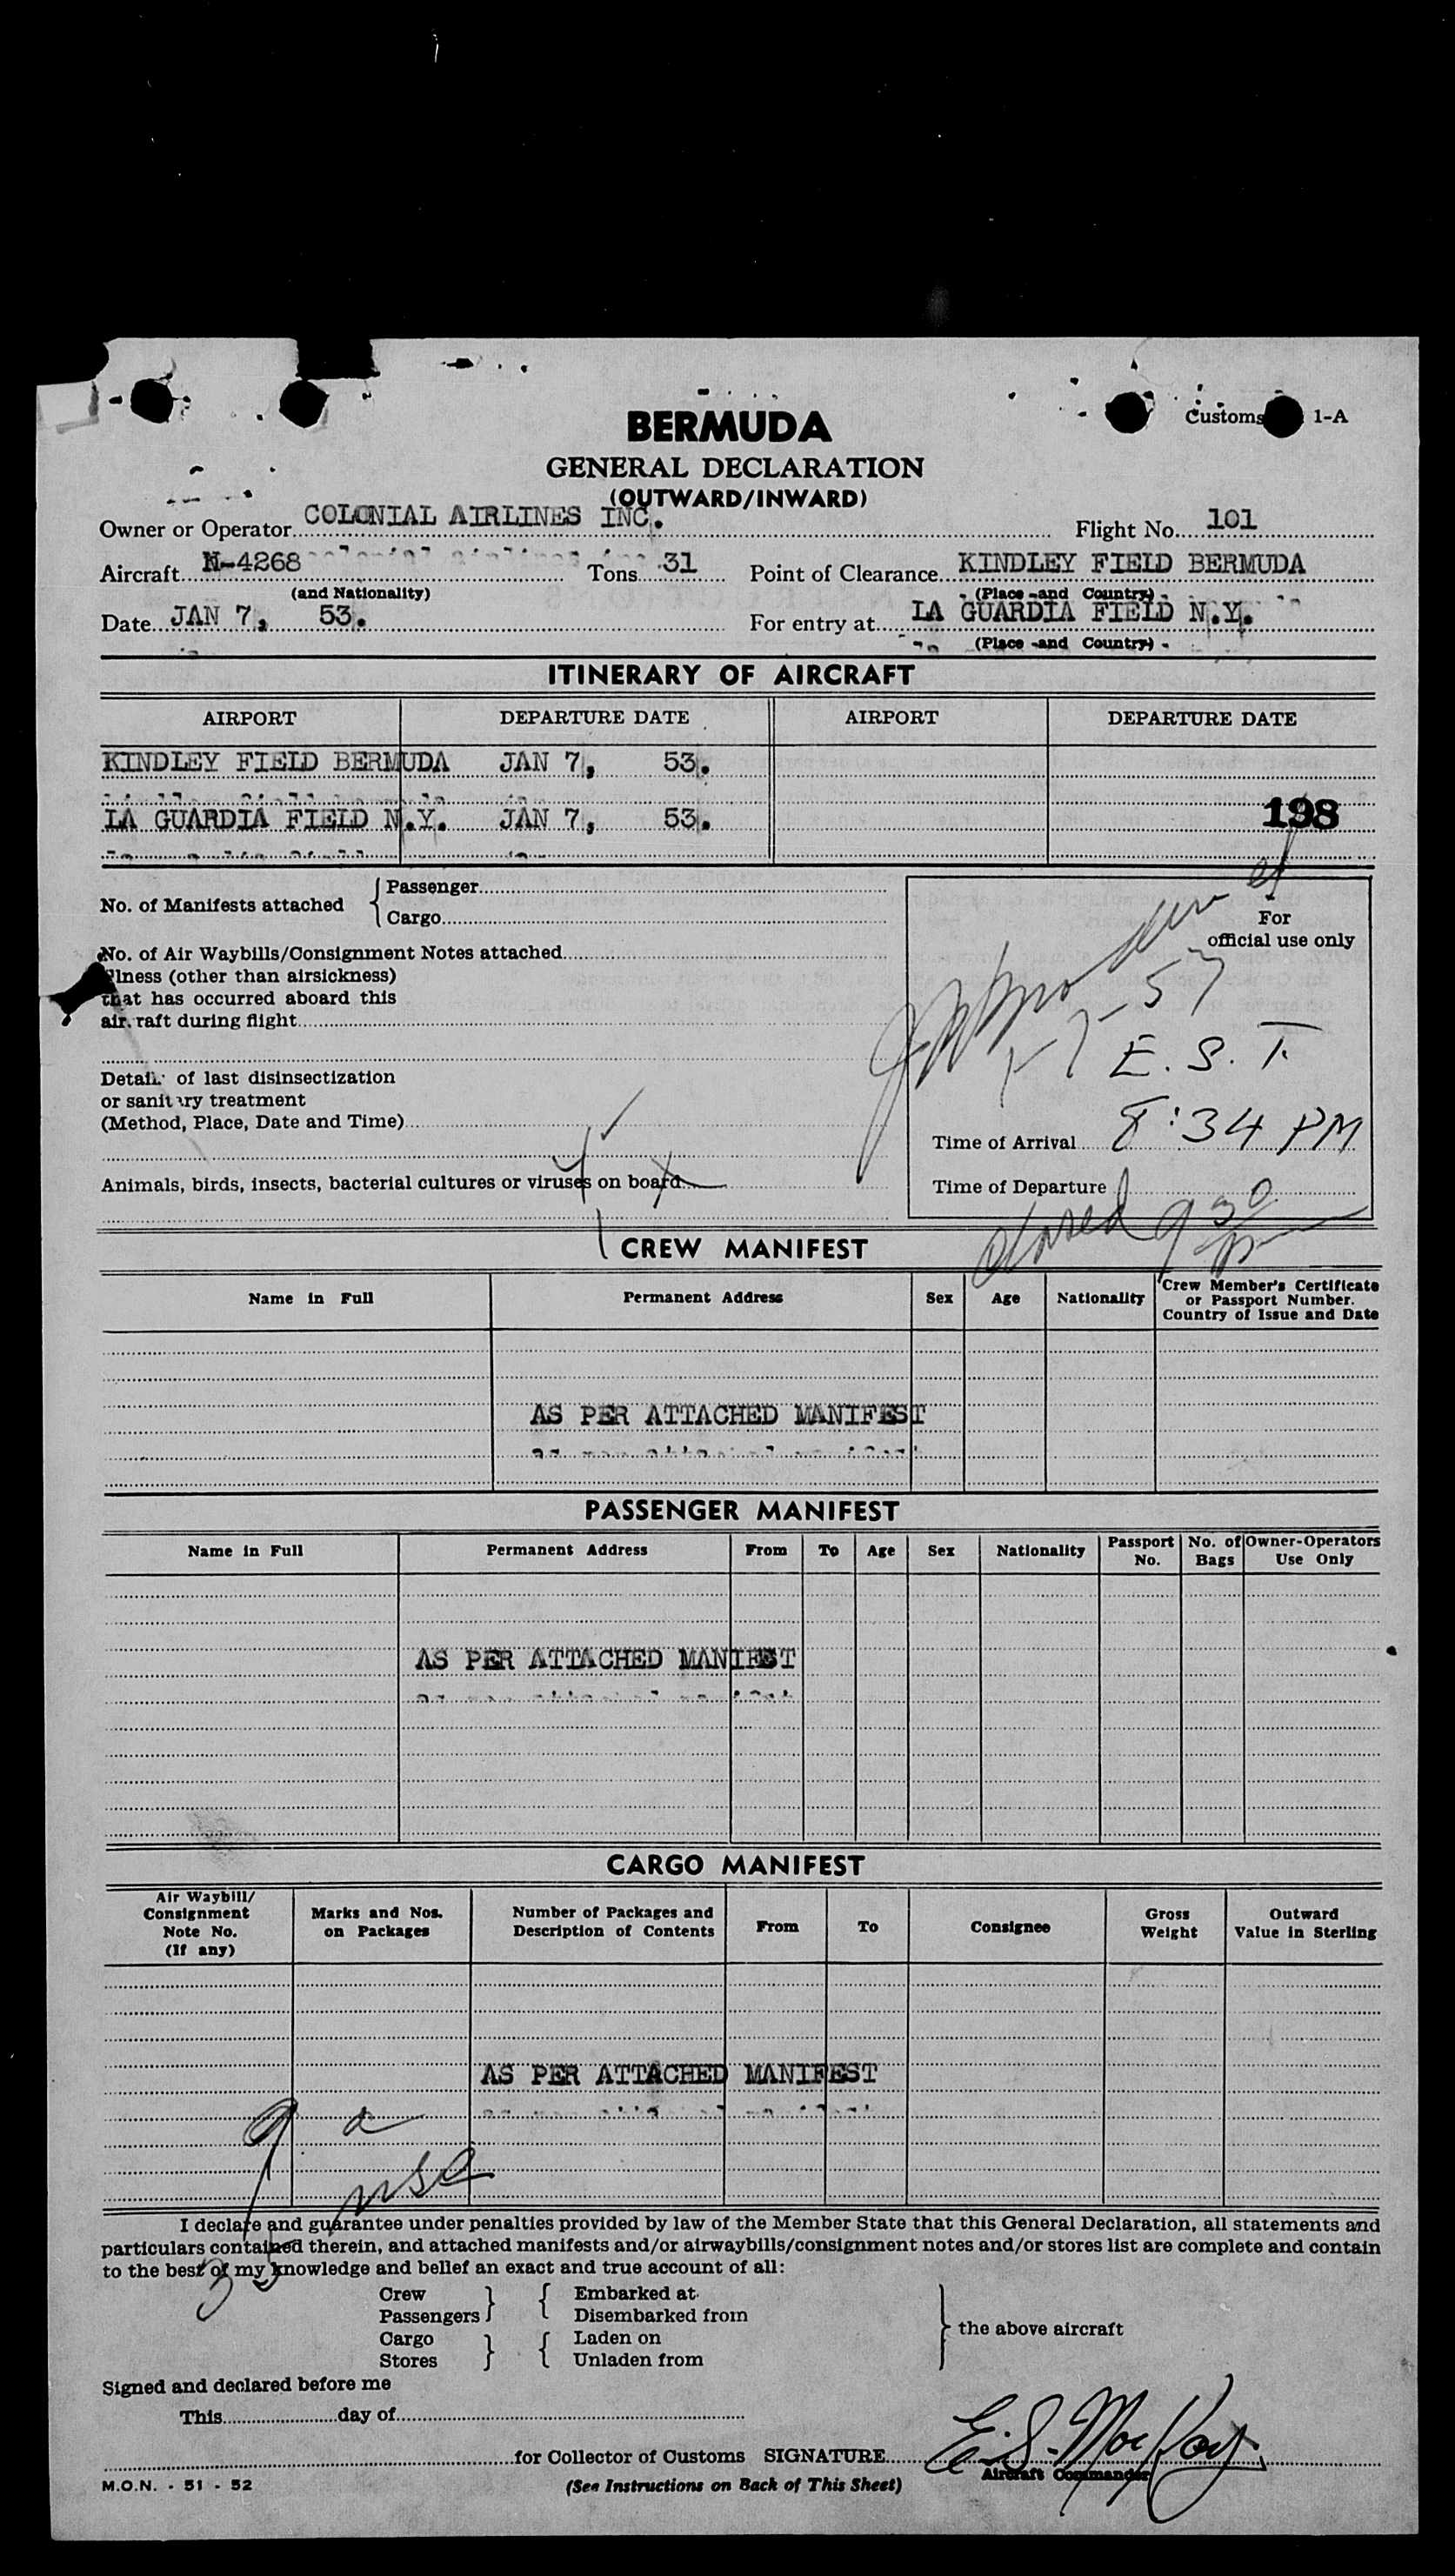 BERMUDA
Customs 1-A
GENERAL DECLARATION
(OUTWARD/INWARD)
Owner or Operator COLONIAL AIRLINES INC. Flight No. 101
Aircraft N-4268 Tons 31 Point of Clearance KINDLEY FIELD BERMUDA
(and Nationality) (Place and Country)
Date JAN 7, 53. For entry at LA GUARDIA FIELD N.Y.
(Place and Country)
ITINERARY OF AIRCRAFT
AIRPORT DEPARTURE DATE AIRPORT DEPARTURE DATE
KINDLEY FIELD BERMUDA JAN 7, 53.
LA GUARDIA FIELD N.Y. JAN 7, 53.
198
No. of Manifests attached { Passenger
Cargo
For
official use only
No. of Air Waybills/Consignment Notes attached
Illness (other than airsickness)
that has occurred aboard this
aircraft during flight
E.S.T.
Detail of last disinsectization
or sanitary treatment
(Method, Place, Date and Time)
Time of Arrival 8:34 PM
Animals, birds, insects, bacterial cultures or viruses on board
Time of Departure
closed 9 30
CREW MANIFEST
Name in Full Permanent Address Sex Age Nationality Crew Member's Certificate
or Passport Number.
Country of Issue and Date
AS PER ATTACHED MANIFEST
PASSENGER MANIFEST
Name in Full Permanent Address From To Age Sex Nationality Passport No. No. of Bags Owner-Operators Use Only
AS PER ATTACHED MANIEST
CARGO MANIFEST
Air Waybill/ Consignment Note No. (If any) Marks and Nos. on Packages Number of Packages and Description of Contents From To Consignee Gross Weight Outward Value in Sterling
AS PER ATTACHED MANIFEST
I declare and guarantee under penalties provided by law of the Member State that this General Declaration, all statements and
particulars contained therein, and attached manifests and/or airwaybills/consignment notes and/or stores list are complete and contain
to the best of my knowledge and belief an exact and true account of all:
Crew } { Embarked at
Passengers Disembarked from
Cargo } { Laden on
Stores Unladen from
} the above aircraft
Signed and declared before me
This day of
for Collector of Customs SIGNATURE
Aircraft Commander
M.O.N. - 51 - 52 (See Instructions on Back of This Sheet)